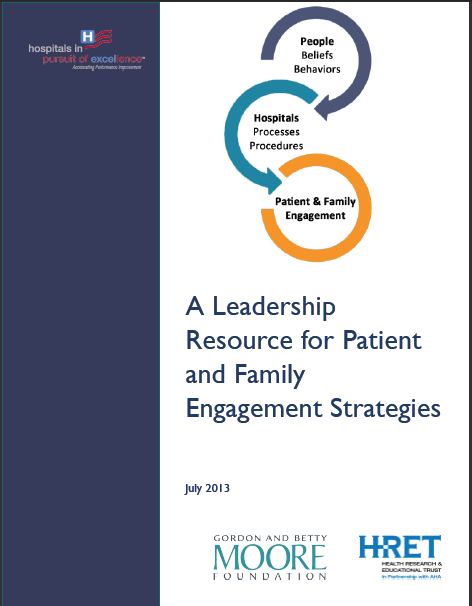 H
hospitals in
pursuit of excellence™
Accelerating Performance Improvement
People
Beliefs
Behaviors
Hospitals
Processes
Procedures
Patient & Family
Engagement
A Leadership
Resource for Patient
and Family
Engagement Strategies
July 2013
GORDON AND BETTY
MOORE
FOUNDATION
HRET
HEALTH RESEARCH &
EDUCATIONAL TRUST
In Partnership with AHA